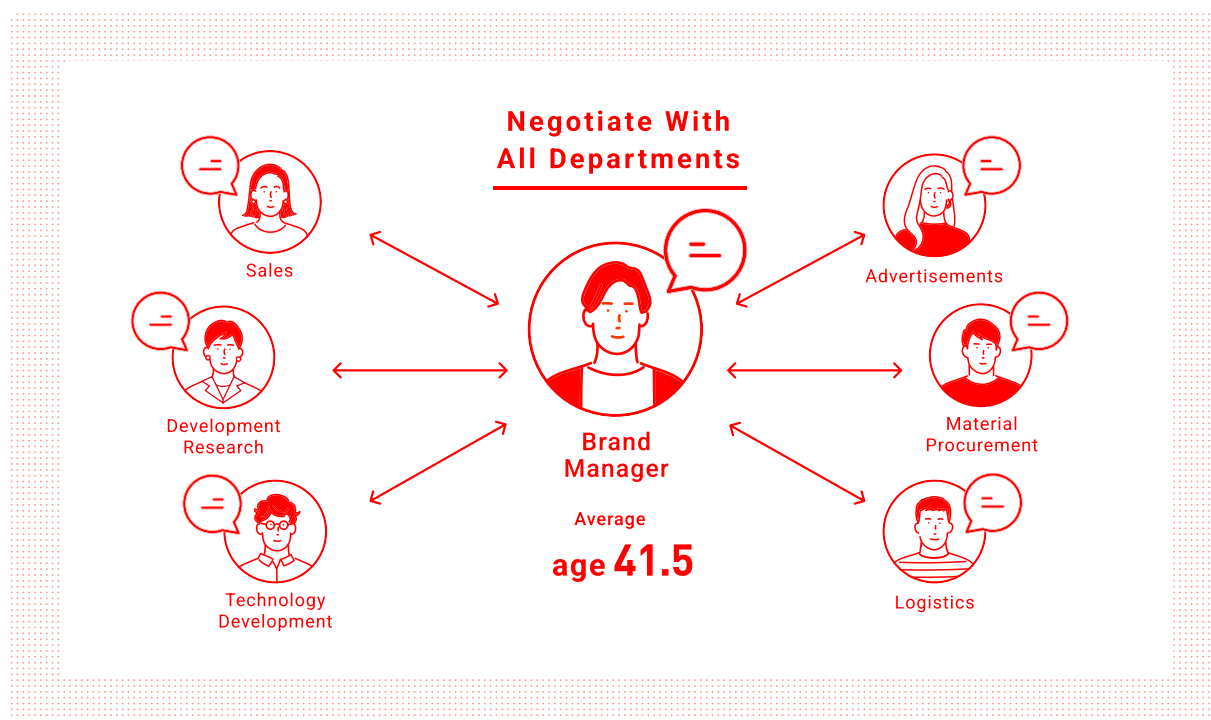 Negotiate With
All Departments
Sales
Development
Research
Technology
Development
Brand
Manager
Average
age 41.5
Advertisements
Material
Procurement
Logistics